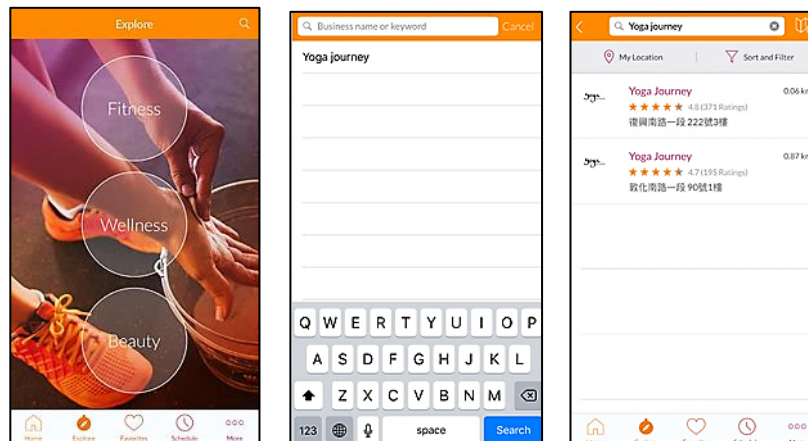 Explore
Fitness
Wellness
Beauty
Home Explore Favorites Schedule More
Business name or keyword Cancel
Yoga journey
Q W E R T Y U I O P
A S D F G H J K L
Z X C V B N M
123 space Search
Yoga journey
My Location Sort and Filter
Yoga Journey 0.06 km
4.8 (371 Ratings)
復興南路一段 222號3樓
Yoga Journey 0.87 km
4.7 (195 Ratings)
敦化南路一段 90號1樓